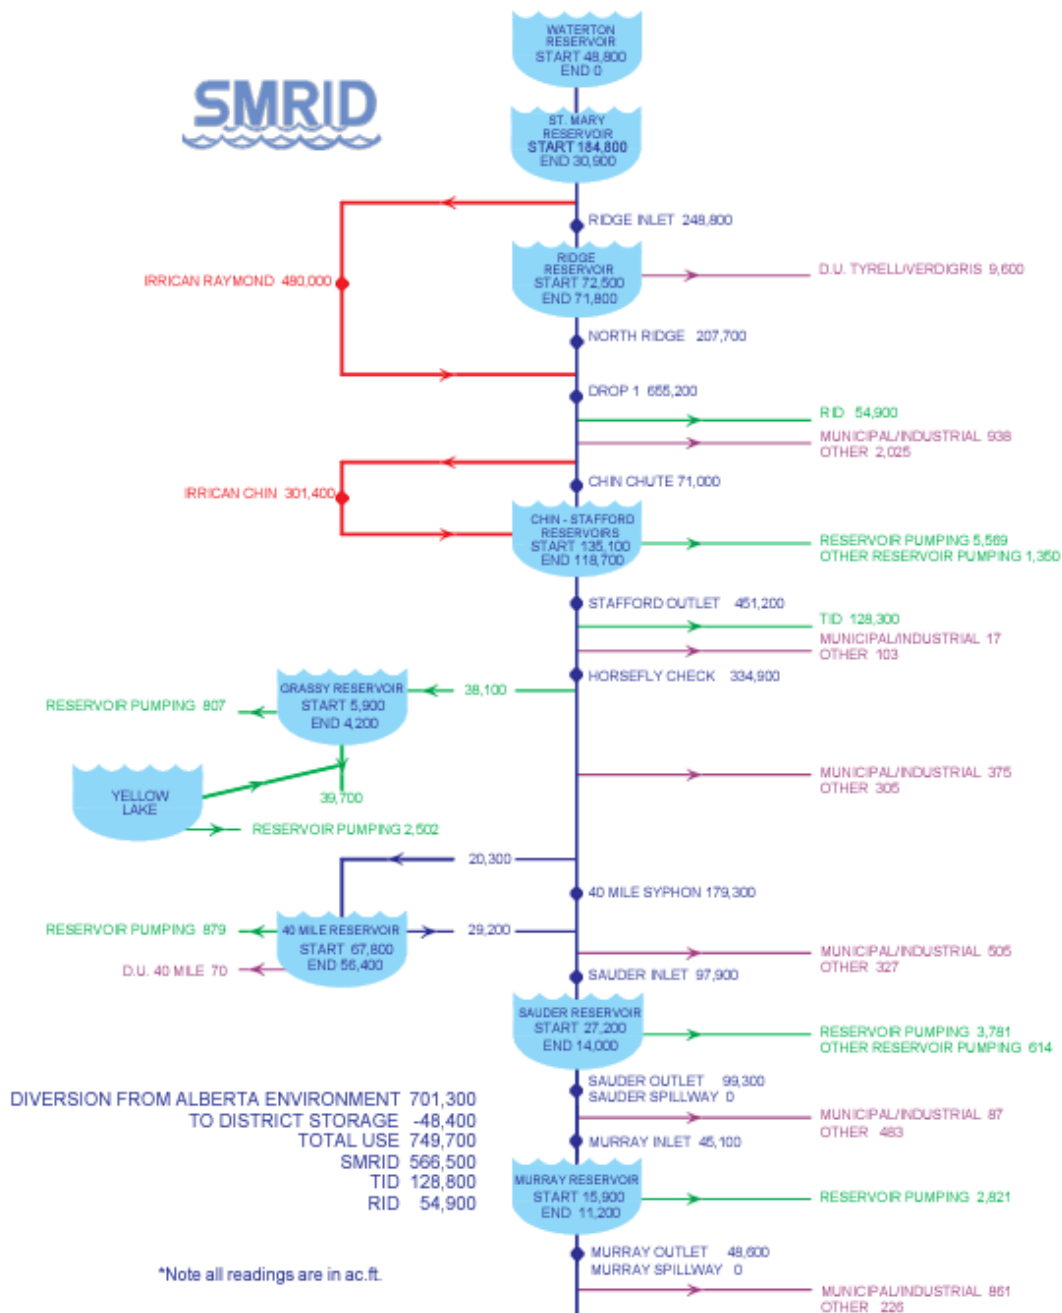 WATERTON
RESERVOIR
START 48,800
END 0
SMRID
ST. MARY
RESERVOIR
START 184,800
END 30,900
RIDGE INLET 248,800
RIDGE
RESERVOIR
START 72,500
END 71,800
D.U. TYRELL/VERDIGRIS 9,600
IRRICAN RAYMOND 480,000
NORTH RIDGE 207,700
DROP 1 655,200
RID 54,900
MUNICIPAL/INDUSTRIAL 938
OTHER 2,025
CHIN CHUTE 71,000
IRRICAN CHIN 301,400
CHIN - STAFFORD
RESERVOIRS
START 135,100
END 118,700
RESERVOIR PUMPING 5,569
OTHER RESERVOIR PUMPING 1,350
STAFFORD OUTLET 451,200
TID 128,300
MUNICIPAL/INDUSTRIAL 17
OTHER 103
HORSEFLY CHECK 334,900
38,100
GRASSY RESERVOIR
START 5,900
END 4,200
RESERVOIR PUMPING 807
MUNICIPAL/INDUSTRIAL 375
OTHER 305
YELLOW
LAKE
39,700
RESERVOIR PUMPING 2,502
20,300
40 MILE SYPHON 179,300
RESERVOIR PUMPING 879
40 MILE RESERVOIR
START 67,800
END 56,400
29,200
D.U. 40 MILE 70
MUNICIPAL/INDUSTRIAL 505
OTHER 327
SAUDER INLET 97,900
SAUDER RESERVOIR
START 27,200
END 14,000
RESERVOIR PUMPING 3,781
OTHER RESERVOIR PUMPING 614
SAUDER OUTLET 99,300
SAUDER SPILLWAY 0
MUNICIPAL/INDUSTRIAL 87
OTHER 483
MURRAY INLET 45,100
DIVERSION FROM ALBERTA ENVIRONMENT 701,300
TO DISTRICT STORAGE -48,400
TOTAL USE 749,700
SMRID 566,500
TID 128,800
RID 54,900
MURRAY RESERVOIR
START 15,900
END 11,200
RESERVOIR PUMPING 2,821
MURRAY OUTLET 48,600
MURRAY SPILLWAY 0
*Note all readings are in ac.ft.
MUNICIPAL/INDUSTRIAL 861
OTHER 226